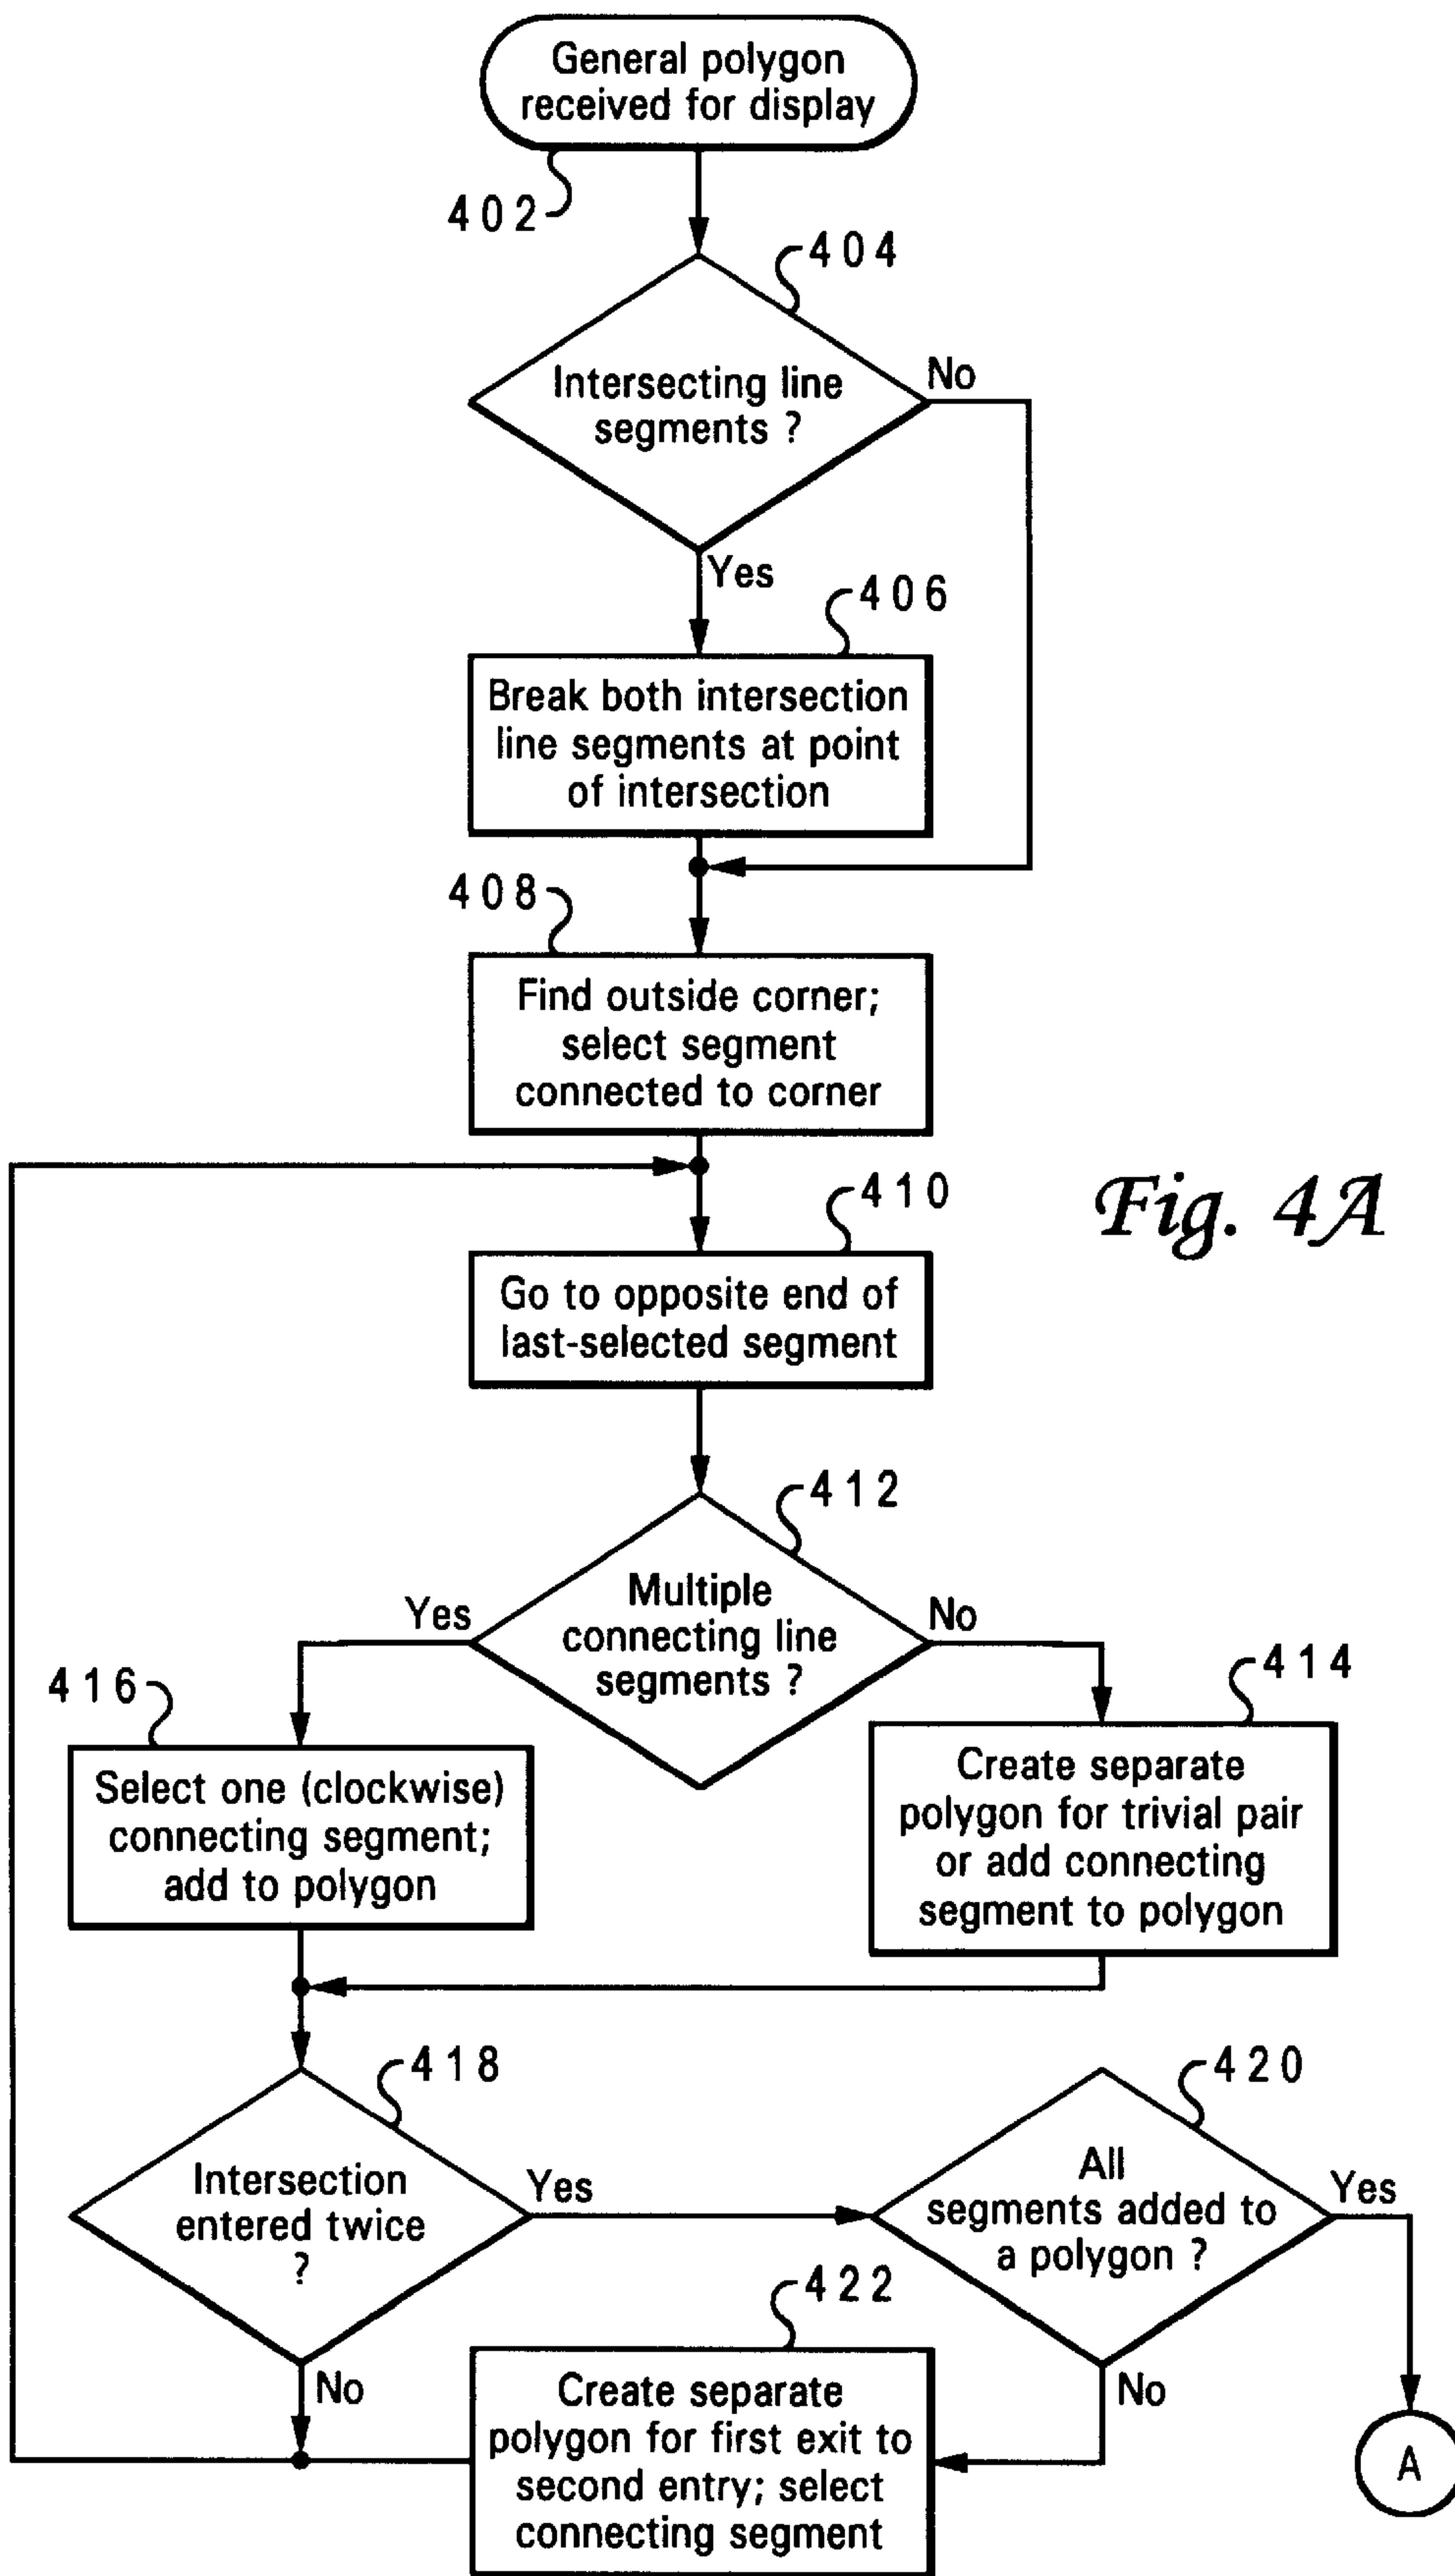 General polygon
received for display
402
404
Intersecting line
segments ?
No
Yes
406
Break both intersection
line segments at point
of intersection
408
Find outside corner;
select segment
connected to corner
410
Fig. 4A
Go to opposite end of
last-selected segment
412
Multiple
connecting line
segments ?
Yes
No
416
414
Select one (clockwise)
connecting segment;
add to polygon
Create separate
polygon for trivial pair
or add connecting
segment to polygon
418
420
Intersection
entered twice
?
Yes
All
segments added to
a polygon ?
Yes
422
No
No
Create separate
polygon for first exit to
second entry; select
connecting segment
A